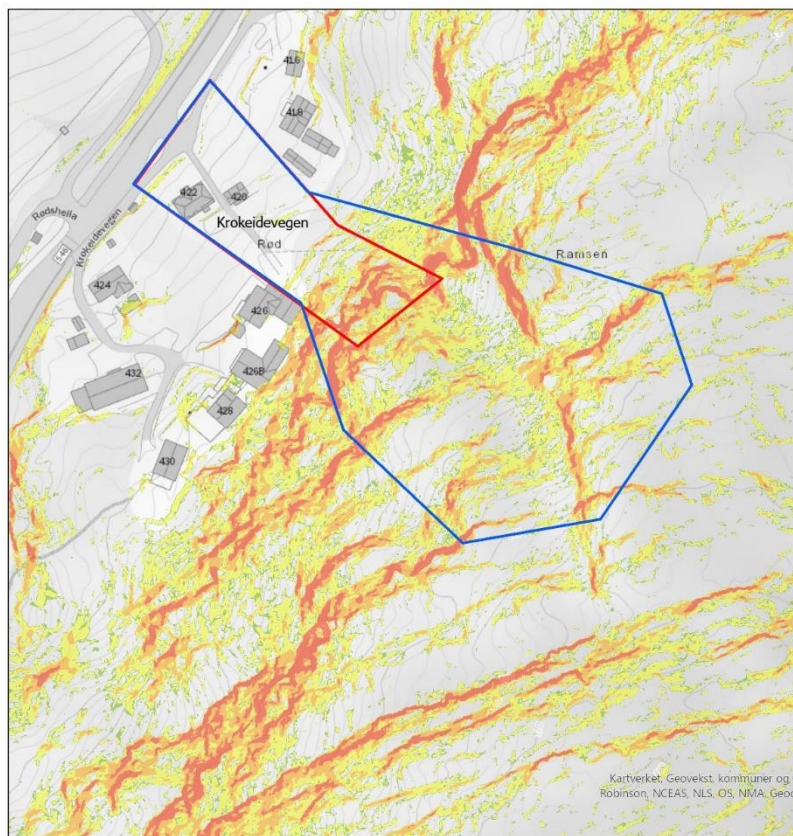 416
418
422
420
Krokeidevegen
Rød
Ramsen
Rødshella
Krokeidevegen
546
424
426
432
426B
428
430
Kartverket, Geovekst, kommuner og
Robinson, NCEAS, NLS, OS, NMA, Geod